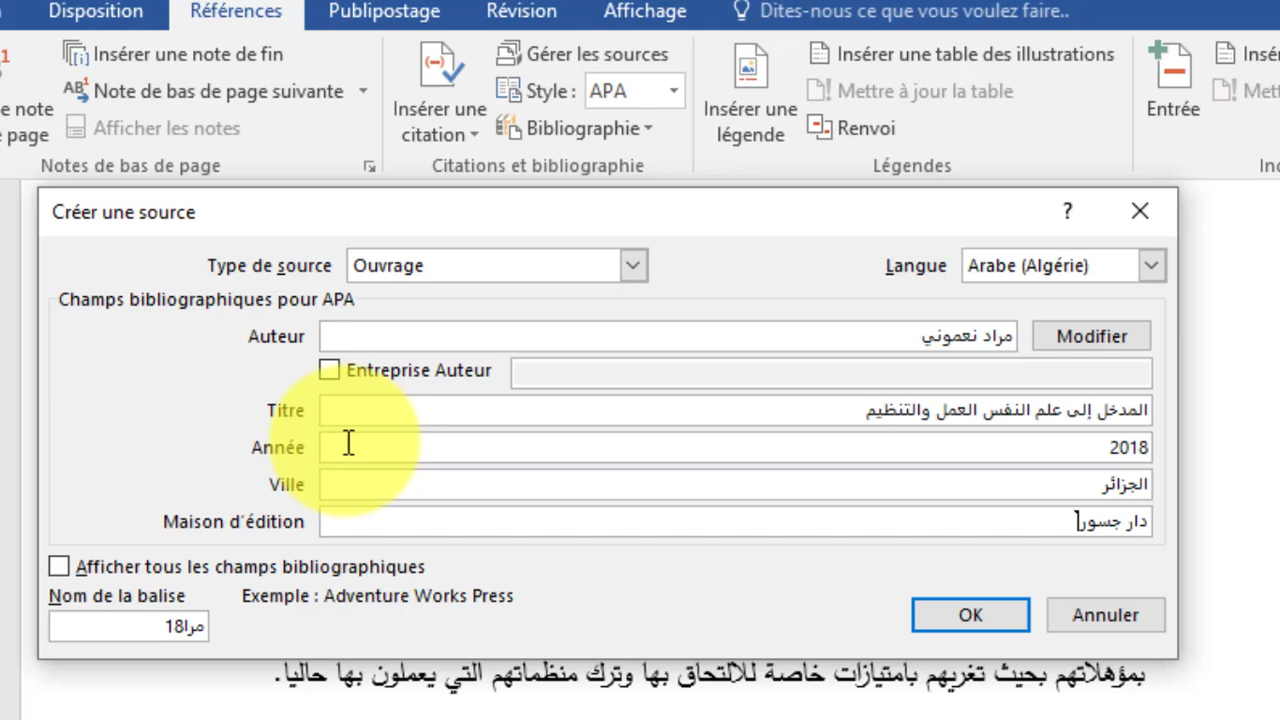 Disposition Références Publipostage Révision Affichage Dites-nous ce que vous voulez faire..
Insérer une note de fin
AB¹ Note de bas de page suivante
Afficher les notes
e note
page
Notes de bas de page
Insérer une
citation
Gérer les sources
Style : APA
Bibliographie
Citations et bibliographie
Insérer une
légende
Insérer une table des illustrations
Mettre à jour la table
Renvoi
Légendes
Entrée
Insé
Mett
In
Créer une source ?
Type de source Ouvrage Langue Arabe (Algérie)
Champs bibliographiques pour APA
Auteur مراد نعموني Modifier
Entreprise Auteur
Titre المدخل إلى علم النفس العمل والتنظيم
Année 2018
Ville الجزائر
Maison d'édition دار جسور
Afficher tous les champs bibliographiques
Nom de la balise Exemple : Adventure Works Press
مرا18
OK Annuler
بمؤهلاتهم بحيث تغريهم بامتيازات خاصة للالتحاق بها وترك منظماتهم التي يعملون بها حاليا.